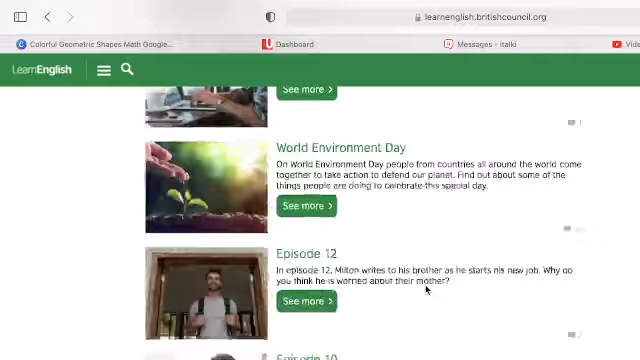 learnenglish.britishcouncil.org
Colorful Geometric Shapes Math Google...
Dashboard
Messages - italki
LearnEnglish
See more >
World Environment Day
On World Environment Day people from countries all around the world come
together to take action to defend our planet. Find out about some of the
things people are doing to celebrate this special day.
See more >
Episode 12
In episode 12, Milton writes to his brother as he starts his new job. Why do
you think he is worried about their mother?
See more >
Episode 10